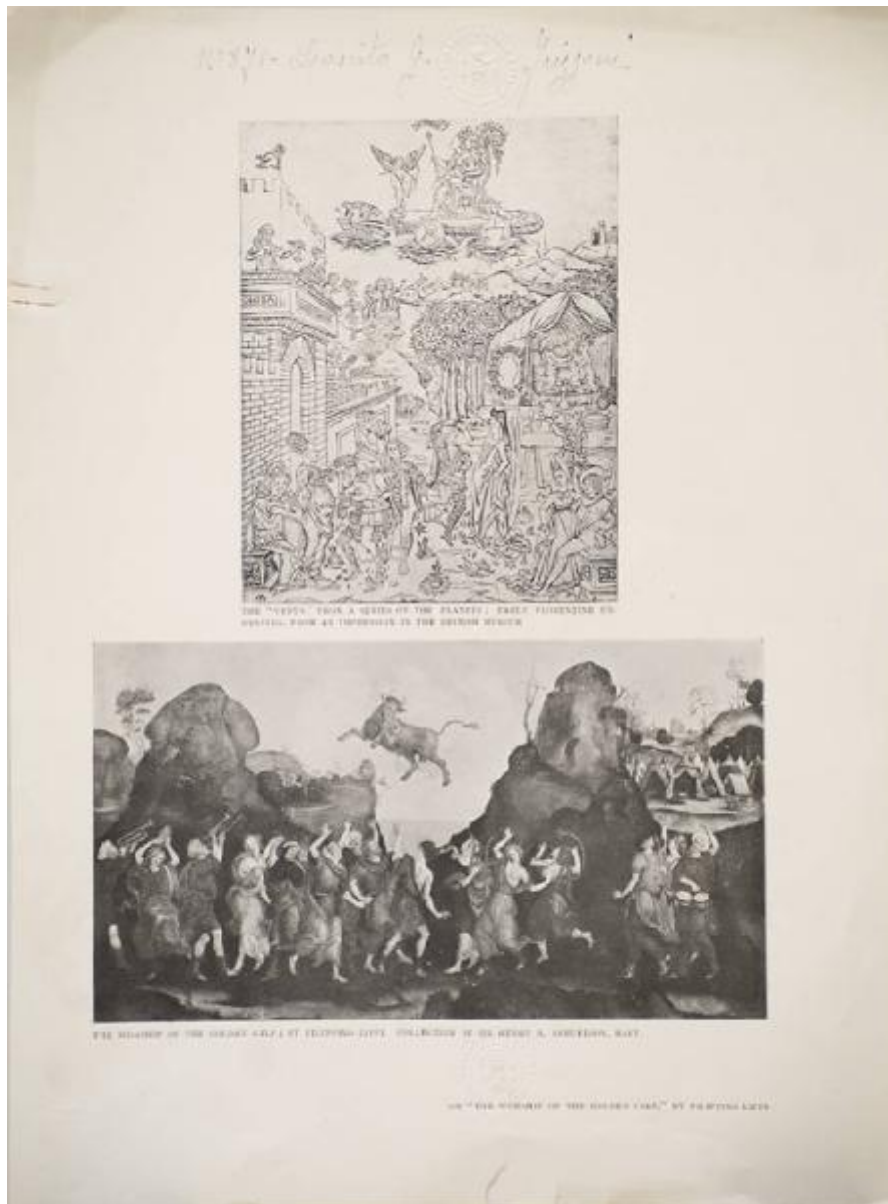 THE "VENUS," FROM A SERIES OF THE PLANETS; EARLY FLORENTINE EN-
GRAVING, FROM AN IMPRESSION IN THE BRITISH MUSEUM
THE WORSHIP OF THE GOLDEN CALF; BY FILIPPINO LIPPI. COLLECTION OF SIR HENRY BART.
ON "THE WORSHIP OF THE GOLDEN CALF," BY FILIPPINO LIPPI